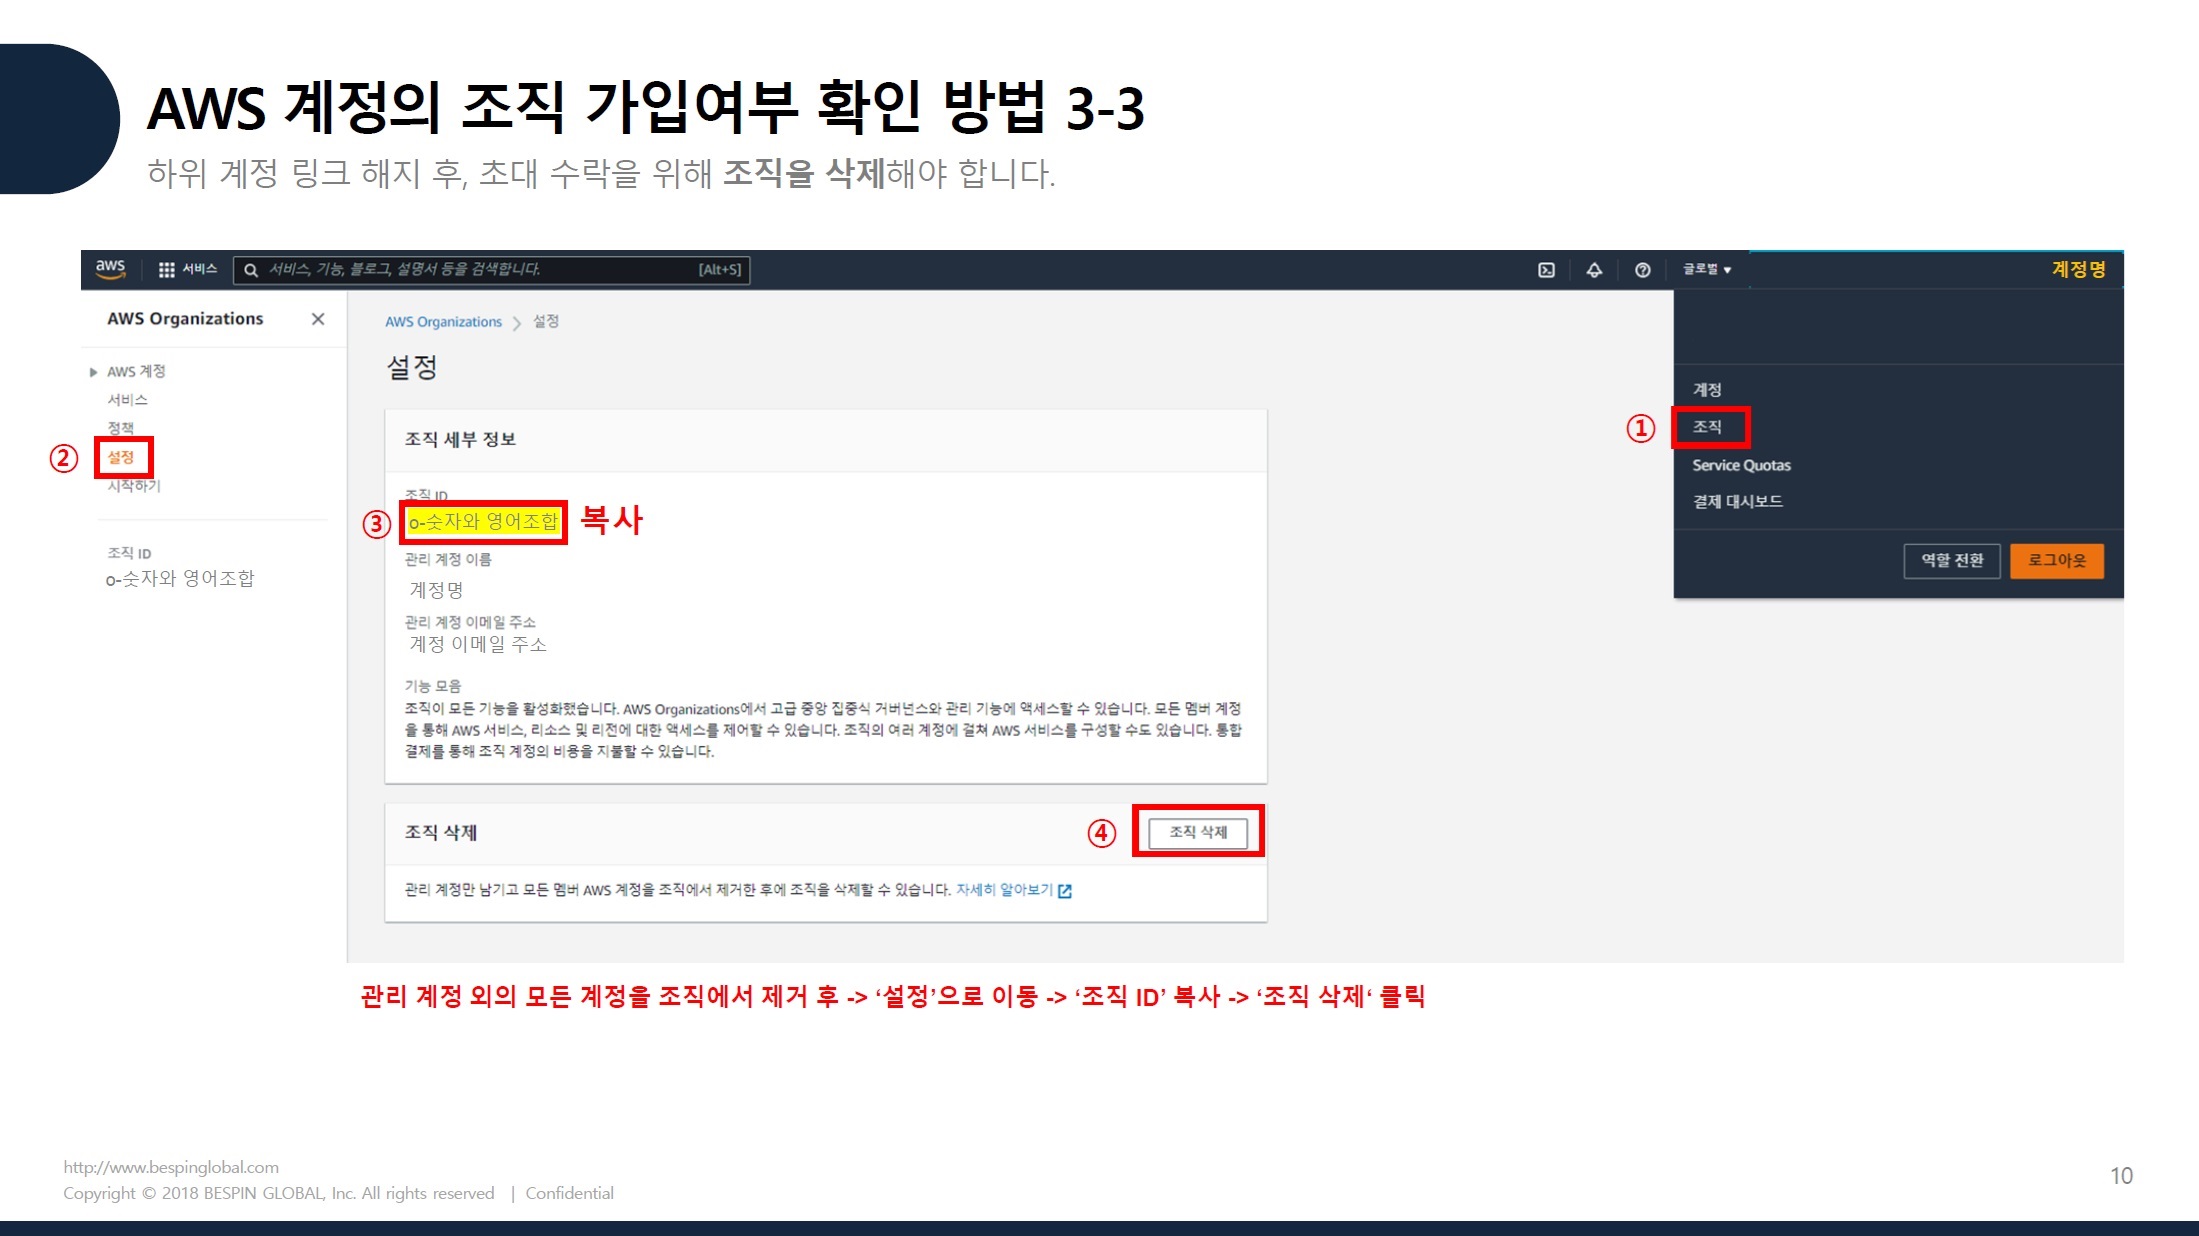 AWS 계정의 조직 가입여부 확인 방법 3-3
하위 계정 링크 해지 후, 초대 수락을 위해 조직을 삭제해야 합니다.
aws 서비스 서비스, 기능, 블로그, 설명서 등을 검색합니다. [Alt+S] 글로벌 ▼ 계정명
AWS Organizations
AWS 계정
서비스
정책
② 설정
시작하기
조직 ID
o-숫자와 영어조합
AWS Organizations > 설정
설정
조직 세부 정보
조직 ID
③ o-숫자와 영어조합 복사
관리 계정 이름
계정명
관리 계정 이메일 주소
계정 이메일 주소
기능 모음
조직이 모든 기능을 활성화했습니다. AWS Organizations에서 고급 중앙 집중식 거버넌스와 관리 기능에 액세스할 수 있습니다. 모든 멤버 계정
을 통해 AWS 서비스, 리소스 및 리전에 대한 액세스를 제어할 수 있습니다. 조직의 여러 계정에 걸쳐 AWS 서비스를 구성할 수도 있습니다. 통합
결제를 통해 조직 계정의 비용을 지불할 수 있습니다.
조직 삭제 ④ 조직 삭제
관리 계정만 남기고 모든 멤버 AWS 계정을 조직에서 제거한 후에 조직을 삭제할 수 있습니다. 자세히 알아보기
계정
① 조직
Service Quotas
결제 대시보드
역할 전환 로그아웃
관리 계정 외의 모든 계정을 조직에서 제거 후 -> ‘설정’으로 이동 -> ‘조직 ID’ 복사 -> ‘조직 삭제‘ 클릭
http://www.bespinglobal.com
Copyright © 2018 BESPIN GLOBAL, Inc. All rights reserved | Confidential
10